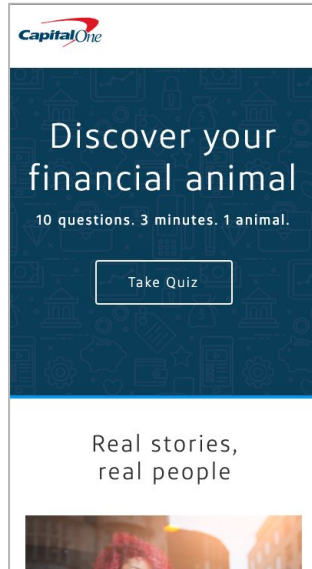 CapitalOne
Discover your
financial animal
10 questions. 3 minutes. 1 animal.
Take Quiz
Real stories,
real people